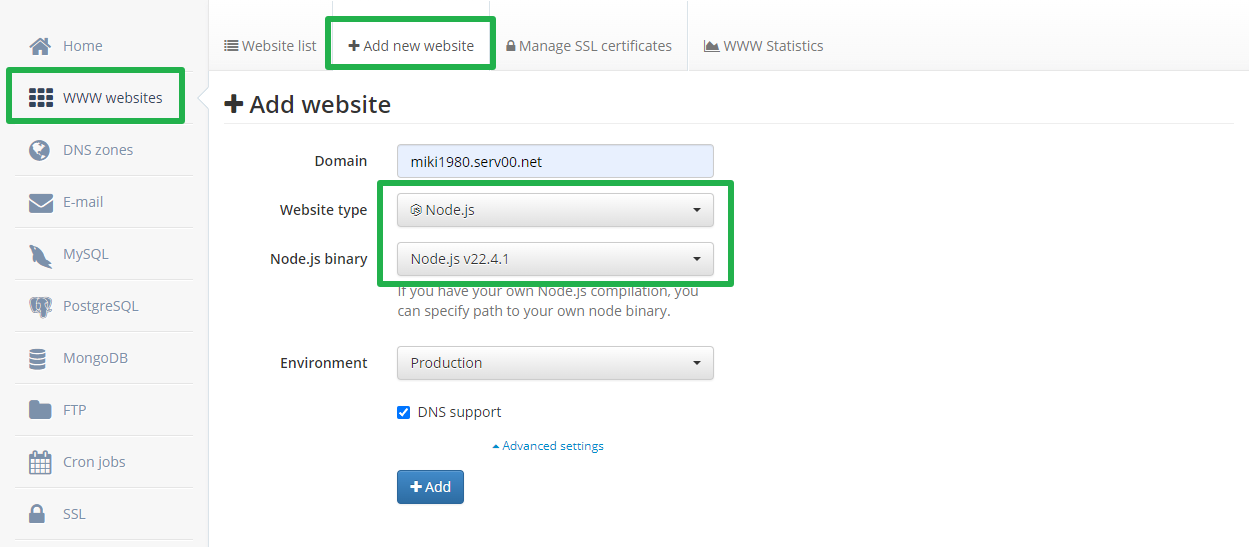 Home
WWW websites
DNS zones
E-mail
MySQL
PostgreSQL
MongoDB
FTP
Cron jobs
SSL
Website list
Add new website
Manage SSL certificates
WWW Statistics
Add website
Domain
miki1980.serv00.net
Website type
Node.js
Node.js binary
Node.js v22.4.1
If you have your own Node.js compilation, you
can specify path to your own node binary.
Environment
Production
DNS support
Advanced settings
Add